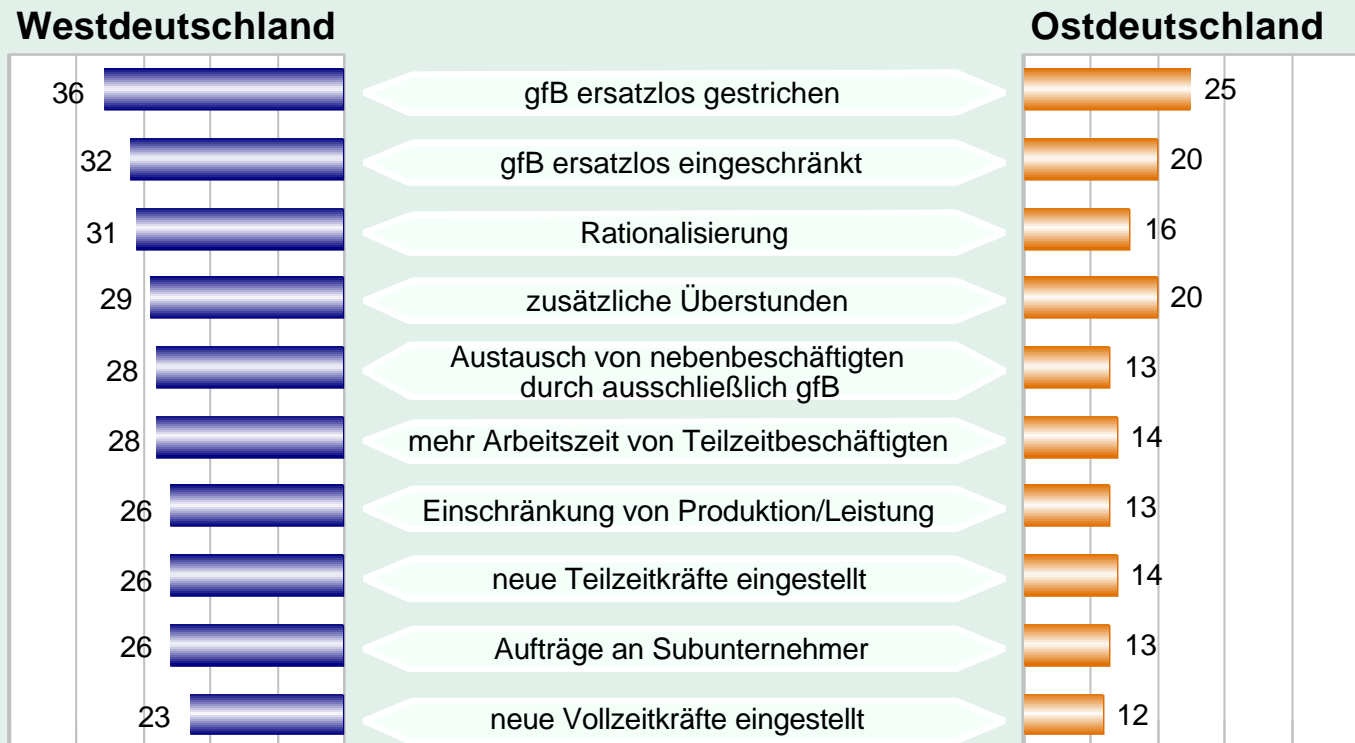 Westdeutschland Ostdeutschland
36 gfB ersatzlos gestrichen 25
32 gfB ersatzlos eingeschränkt 20
31 Rationalisierung 16
29 zusätzliche Überstunden 20
28 Austausch von nebenbeschäftigten
durch ausschließlich gfB 13
28 mehr Arbeitszeit von Teilzeitbeschäftigten 14
26 Einschränkung von Produktion/Leistung 13
26 neue Teilzeitkräfte eingestellt 14
26 Aufträge an Subunternehmer 13
23 neue Vollzeitkräfte eingestellt 12